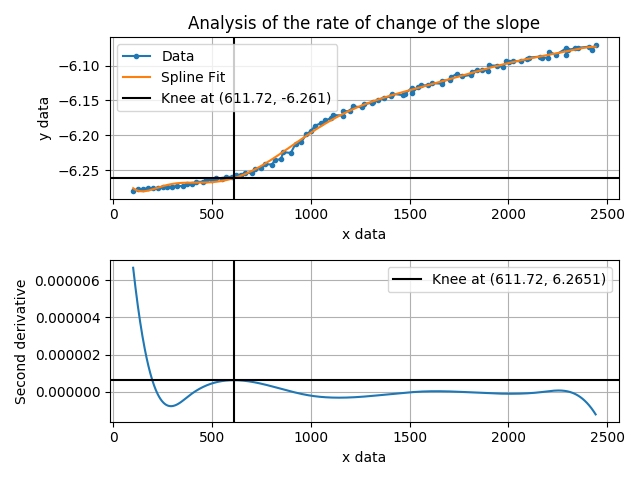 Analysis of the rate of change of the slope
Data
Spline Fit
Knee at (611.72, -6.261)
−6.10
−6.15
−6.20
−6.25
y data
0 500 1000 1500 2000 2500
x data
Knee at (611.72, 6.2651)
0.000006
0.000004
0.000002
0.000000
Second derivative
0 500 1000 1500 2000 2500
x data